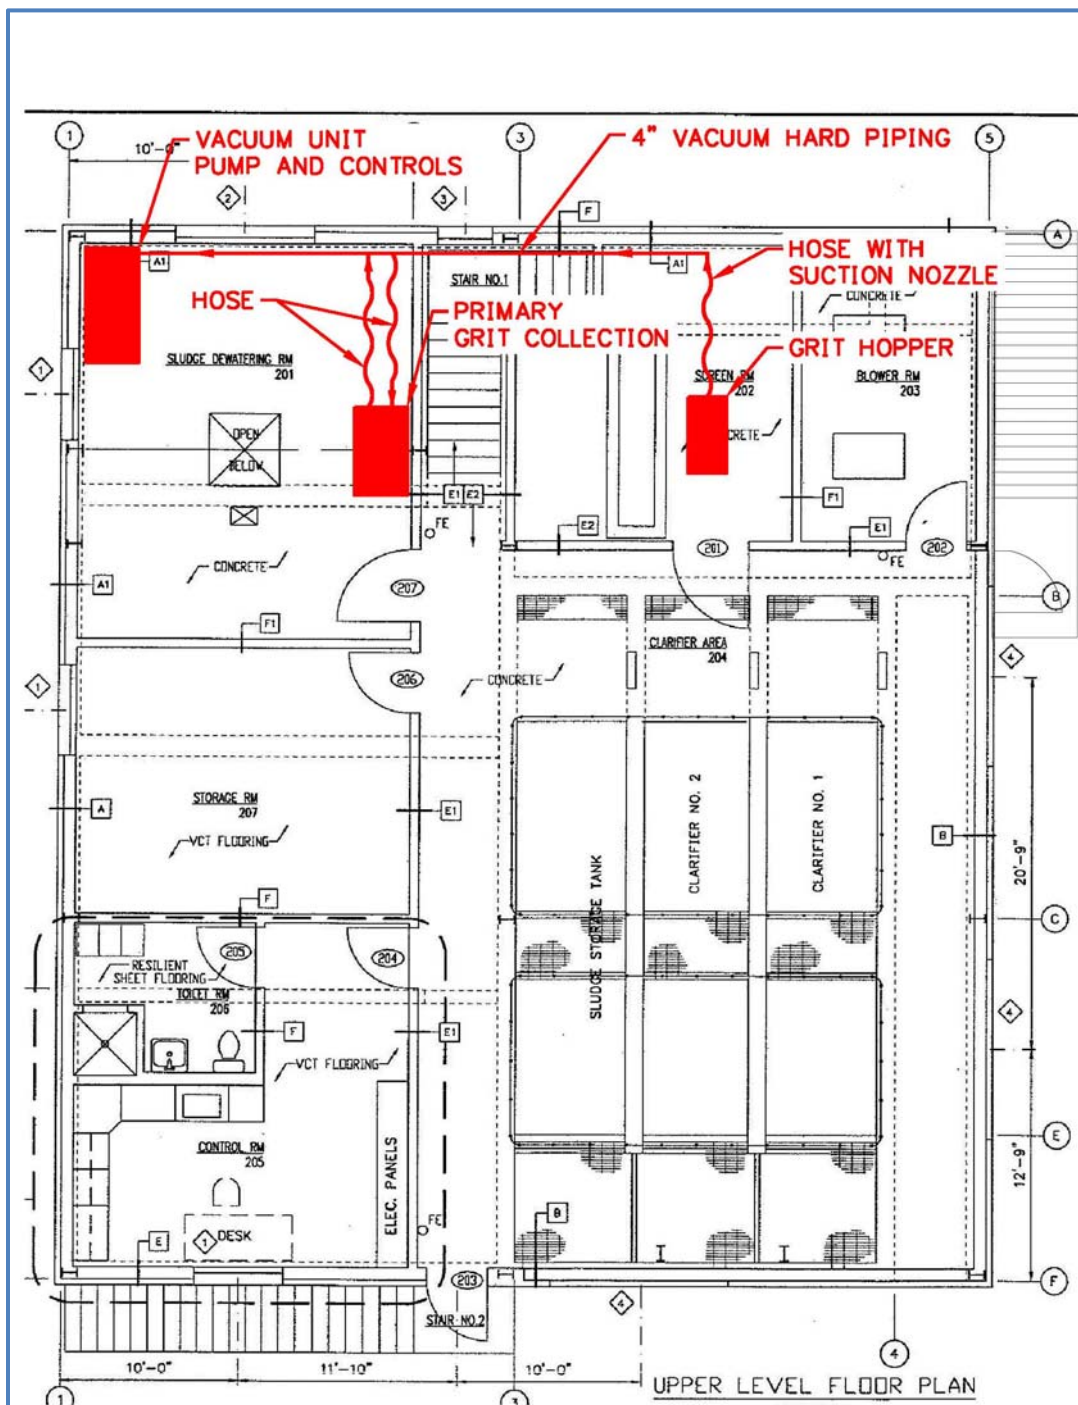 1
3
5
10'-0"
VACUUM UNIT
PUMP AND CONTROLS
4" VACUUM HARD PIPING
2
3
F
A
A1
A1
STAIR NO.1
HOSE WITH
SUCTION NOZZLE
CONCRETE
HOSE
PRIMARY
GRIT COLLECTION
GRIT HOPPER
1
SLUDGE DEWATERING RM
201
SCREEN RM
202
BLOWER RM
203
OPEN
BELOW
CRETE
E1
E2
F1
FE
E2
201
E1
202
FE
CONCRETE
A1
207
B
F1
CLARIFIER AREA
204
4
206
CONCRETE
1
STORAGE RM
207
A
E1
VCT FLOORING
B
20'-9"
SLUDGE STORAGE TANK
CLARIFIER NO. 2
CLARIFIER NO. 1
F
C
205
204
RESILIENT
SHEET FLOORING
TOILET RM
206
F
E1
4
VCT FLOORING
CONTROL RM
205
ELEC. PANELS
E
12'-9"
FE
B
E
1
DESK
203
F
4
STAIR NO.2
10'-0"
11'-10"
10'-0"
4
UPPER LEVEL FLOOR PLAN
1
3